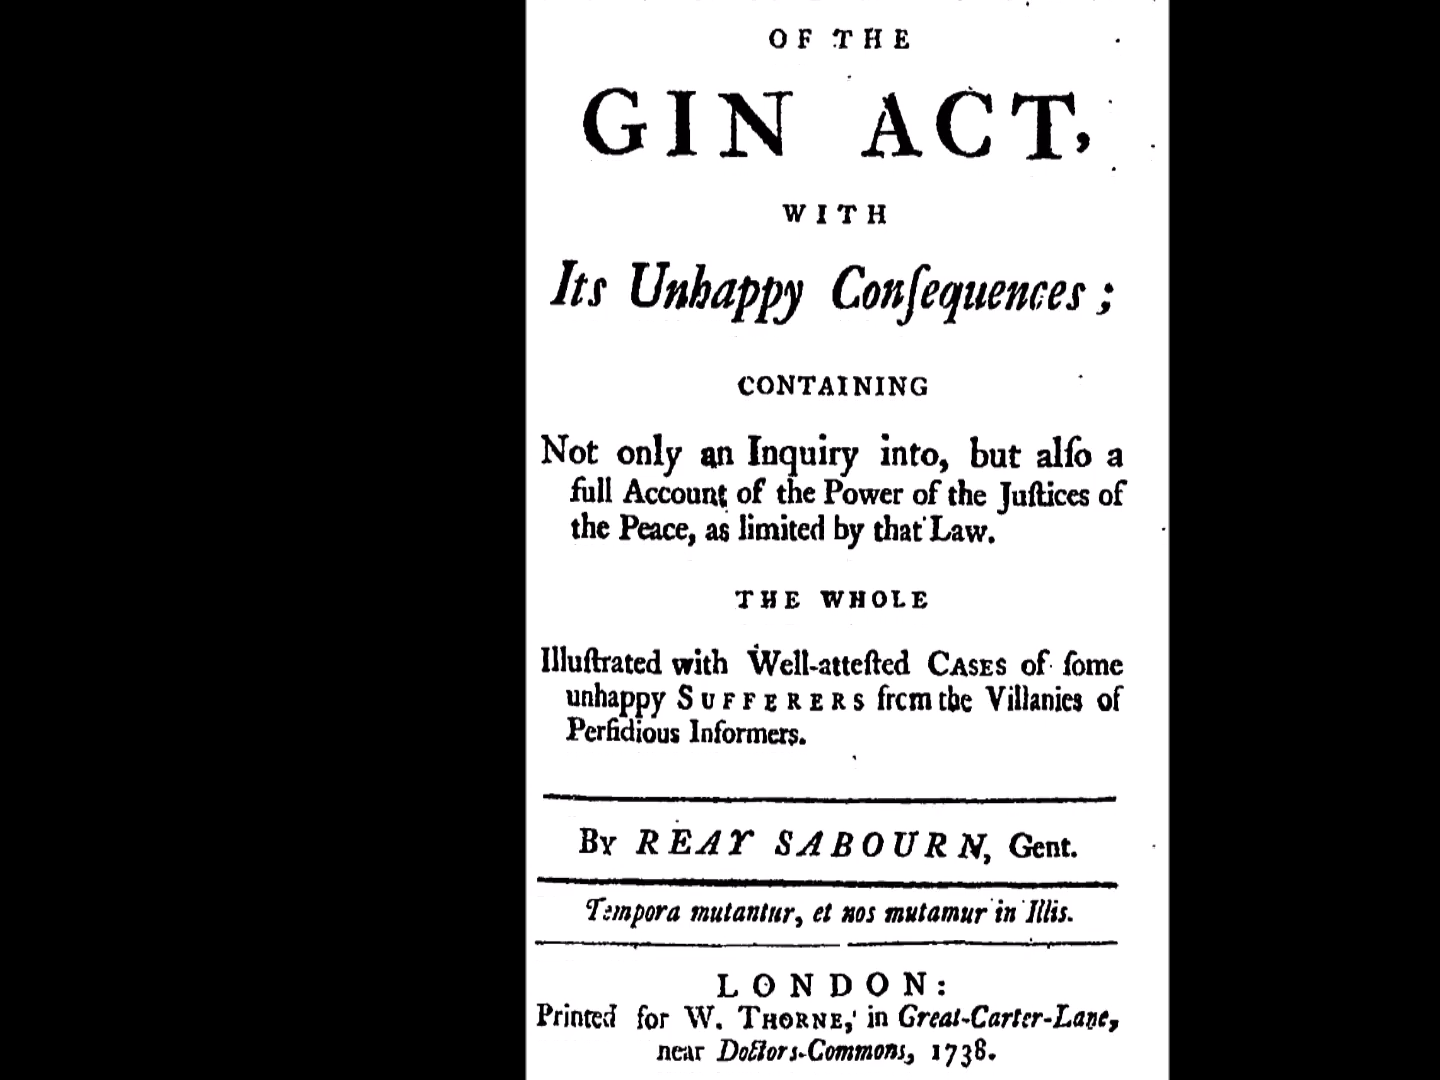 OF THE
GIN ACT,
WITH
Its Unhappy Conſequences;
CONTAINING
Not only an Inquiry into, but alſo a
full Account of the Power of the Juſtices of
the Peace, as limited by that Law.
THE WHOLE
Illuſtrated with Well-atteſted CASES of ſome
unhappy SUFFERERS from the Villanies of
Perfidious Informers.
By REAY SABOURN, Gent.
Tempora mutantur, et nos mutamur in Illis.
LONDON:
Printed for W. THORNE, in Great-Carter-Lane,
near Doctors-Commons, 1738.